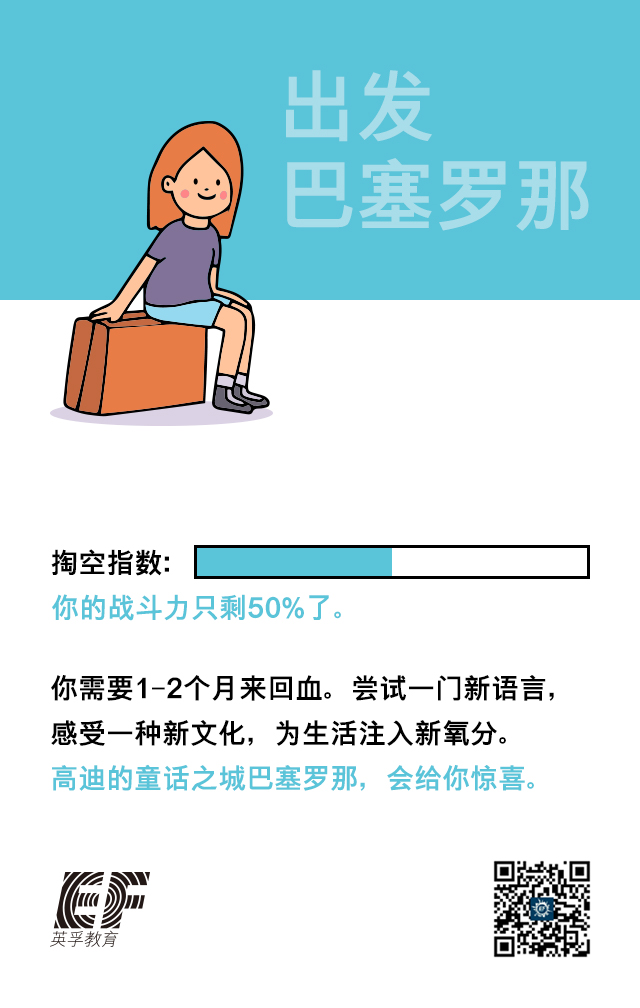 出发
巴塞罗那
掏空指数:
你的战斗力只剩50%了。
你需要1-2个月来回血。尝试一门新语言，
感受一种新文化，为生活注入新氧分。
高迪的童话之城巴塞罗那，会给你惊喜。
EF
英孚教育